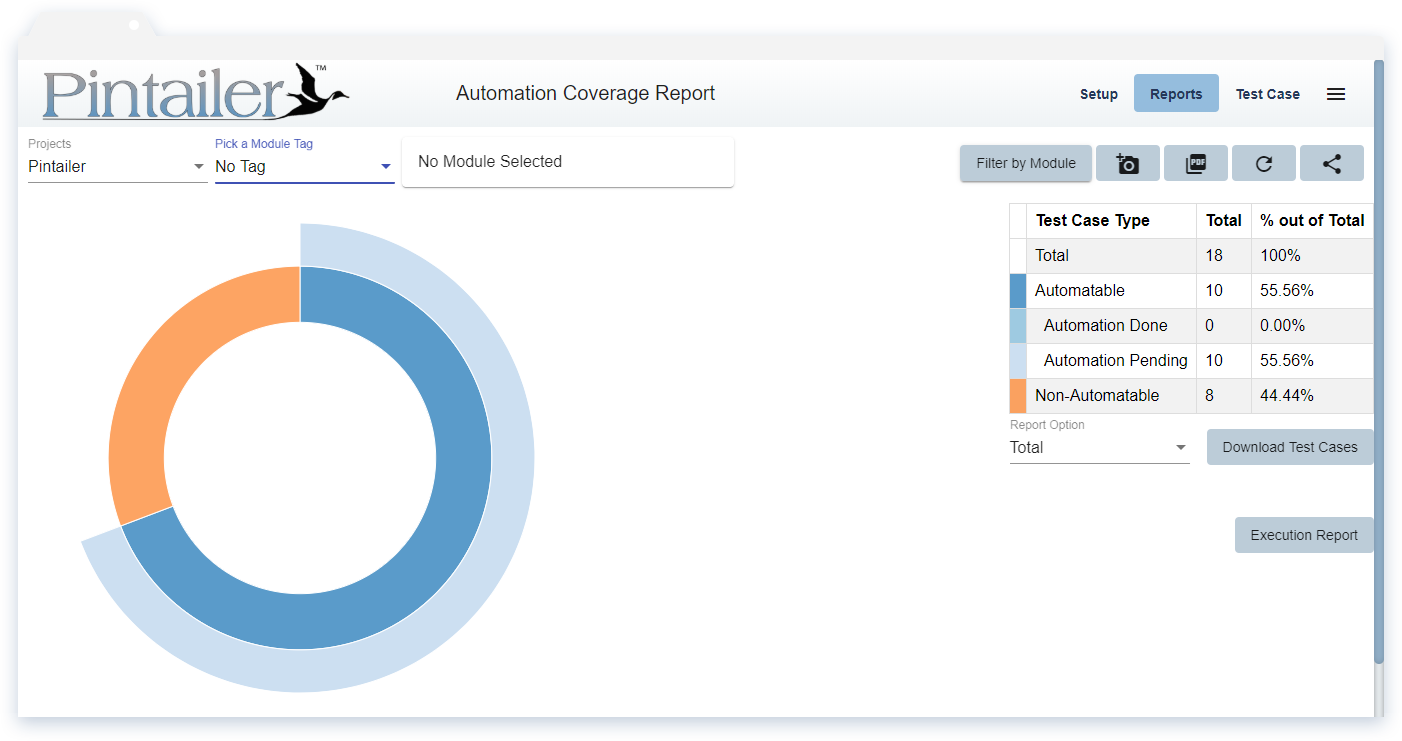 Pintailer™
Automation Coverage Report
Setup
Reports
Test Case
Projects
Pintailer
Pick a Module Tag
No Tag
No Module Selected
Filter by Module
PDF
Test Case Type Total % out of Total
Total 18 100%
Automatable 10 55.56%
Automation Done 0 0.00%
Automation Pending 10 55.56%
Non-Automatable 8 44.44%
Report Option
Total
Download Test Cases
Execution Report